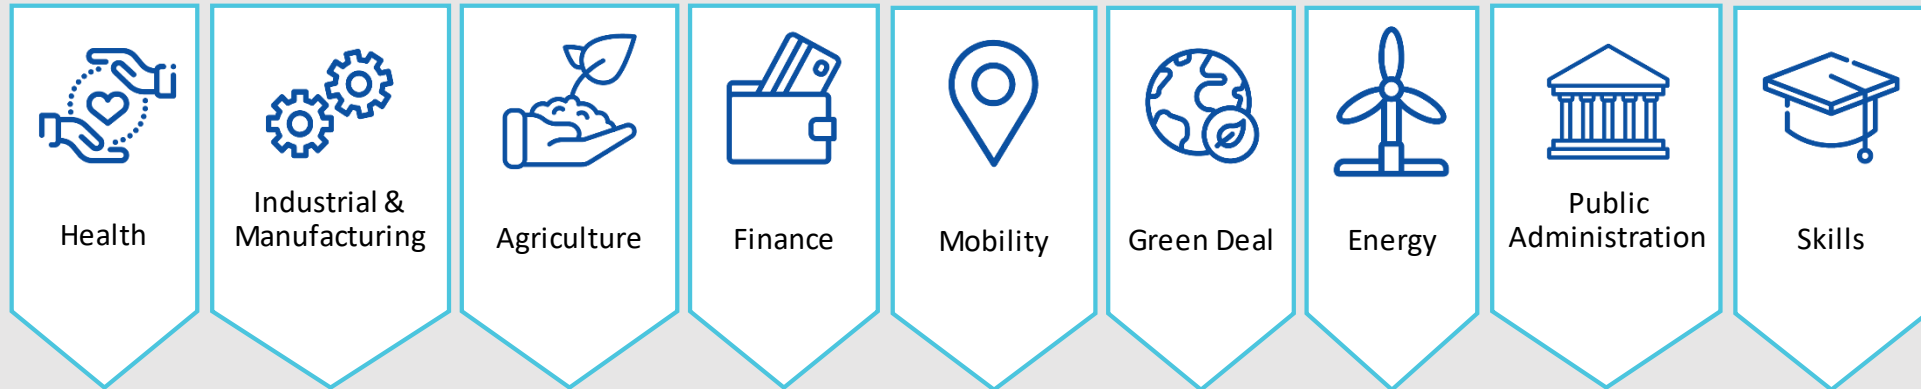 Health
Industrial &
Manufacturing
Agriculture
Finance
Mobility
Green Deal
Energy
Public
Administration
Skills